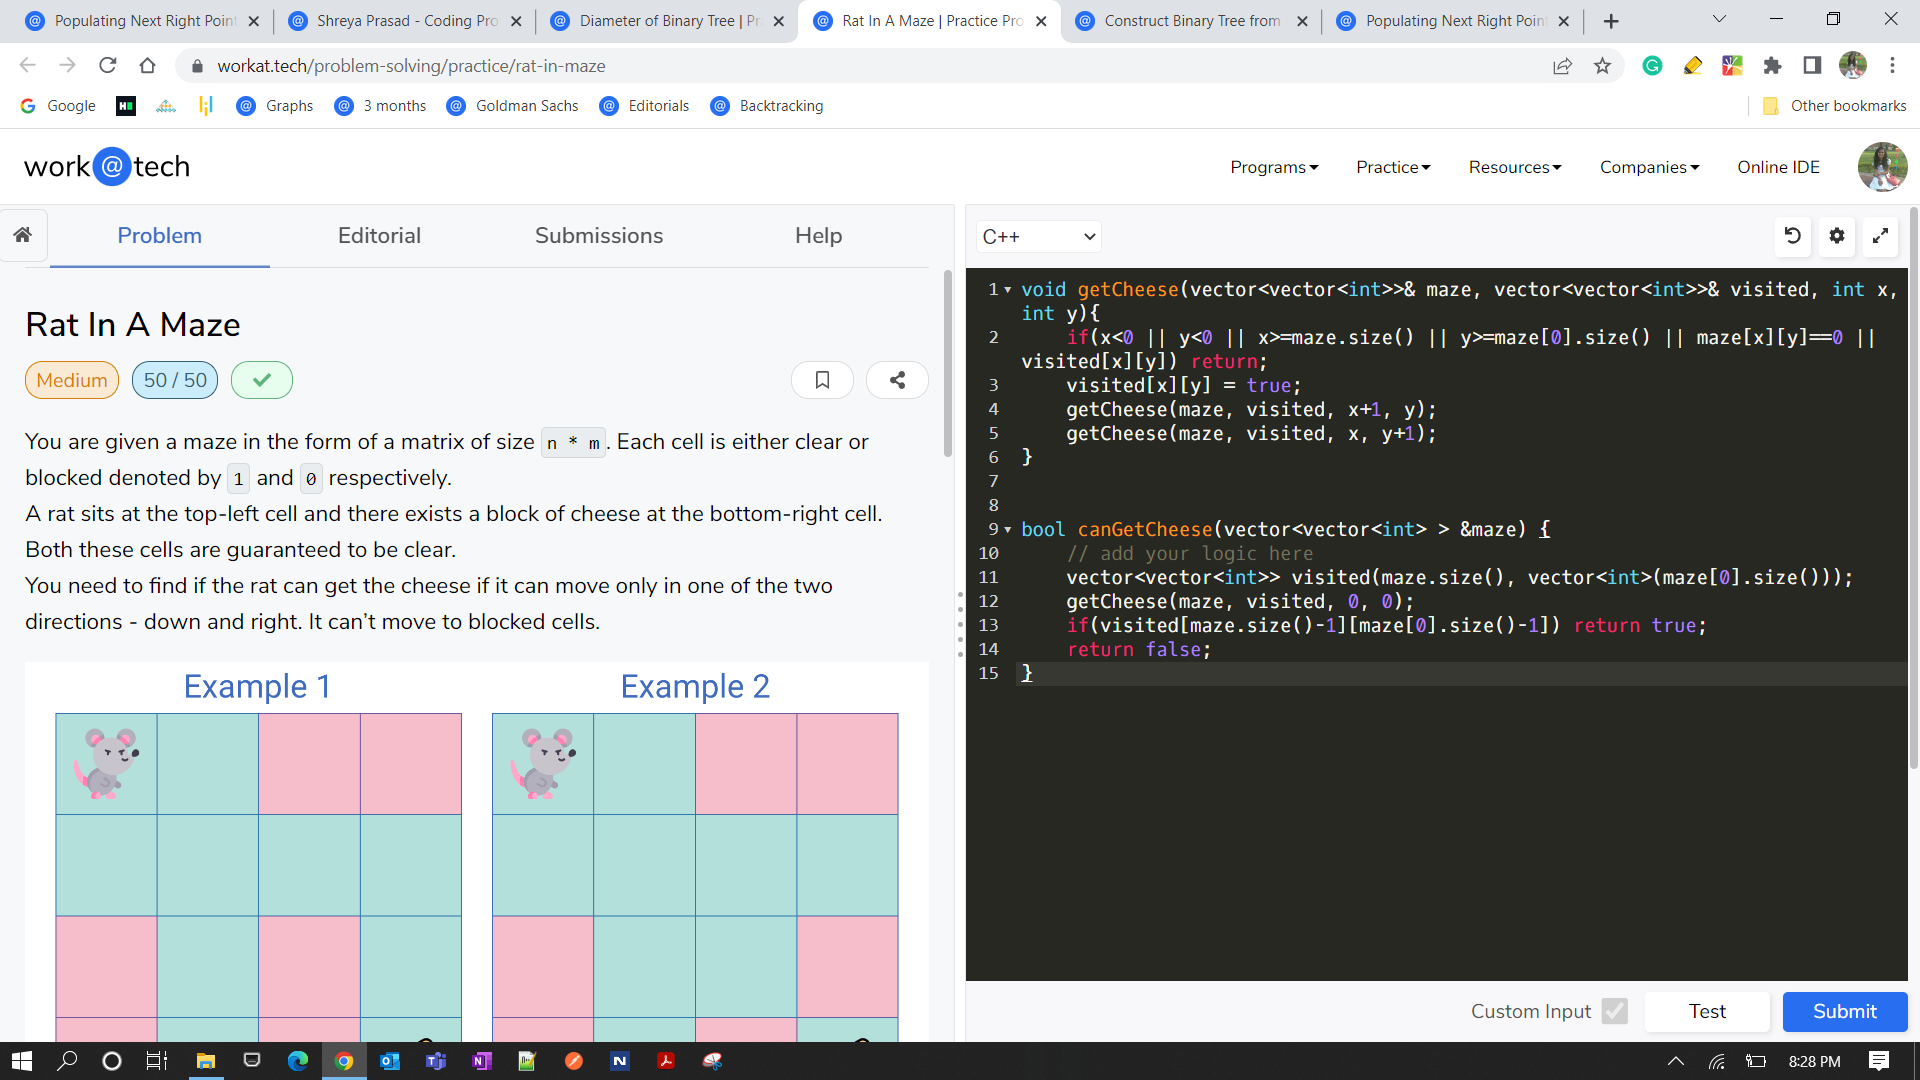 Populating Next Right Point
Shreya Prasad - Coding Pro
Diameter of Binary Tree | Pr
Rat In A Maze | Practice Pro
Construct Binary Tree from
Populating Next Right Point
workat.tech/problem-solving/practice/rat-in-maze
Google
Graphs
3 months
Goldman Sachs
Editorials
Backtracking
Other bookmarks
work@tech
Programs
Practice
Resources
Companies
Online IDE
Problem
Editorial
Submissions
Help
C++
Rat In A Maze
Medium
50 / 50
You are given a maze in the form of a matrix of size n * m. Each cell is either clear or
blocked denoted by 1 and 0 respectively.
A rat sits at the top-left cell and there exists a block of cheese at the bottom-right cell.
Both these cells are guaranteed to be clear.
You need to find if the rat can get the cheese if it can move only in one of the two
directions - down and right. It can’t move to blocked cells.
Example 1
Example 2
1 void getCheese(vector<vector<int>>& maze, vector<vector<int>>& visited, int x,
int y){
2 if(x<0 || y<0 || x>=maze.size() || y>=maze[0].size() || maze[x][y]==0 ||
visited[x][y]) return;
3 visited[x][y] = true;
4 getCheese(maze, visited, x+1, y);
5 getCheese(maze, visited, x, y+1);
6 }
7
8
9 bool canGetCheese(vector<vector<int> > &maze) {
10 // add your logic here
11 vector<vector<int>> visited(maze.size(), vector<int>(maze[0].size()));
12 getCheese(maze, visited, 0, 0);
13 if(visited[maze.size()-1][maze[0].size()-1]) return true;
14 return false;
15 }
Custom Input
Test
Submit
8:28 PM